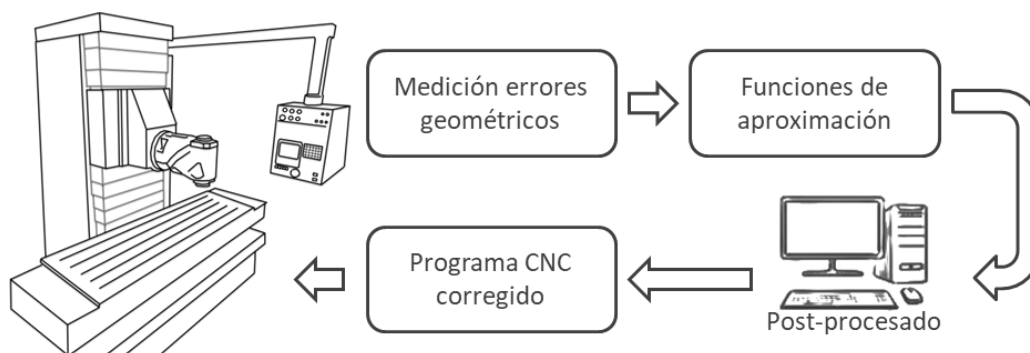 Medición errores
geométricos
Funciones de
aproximación
Post-procesado
Programa CNC
corregido